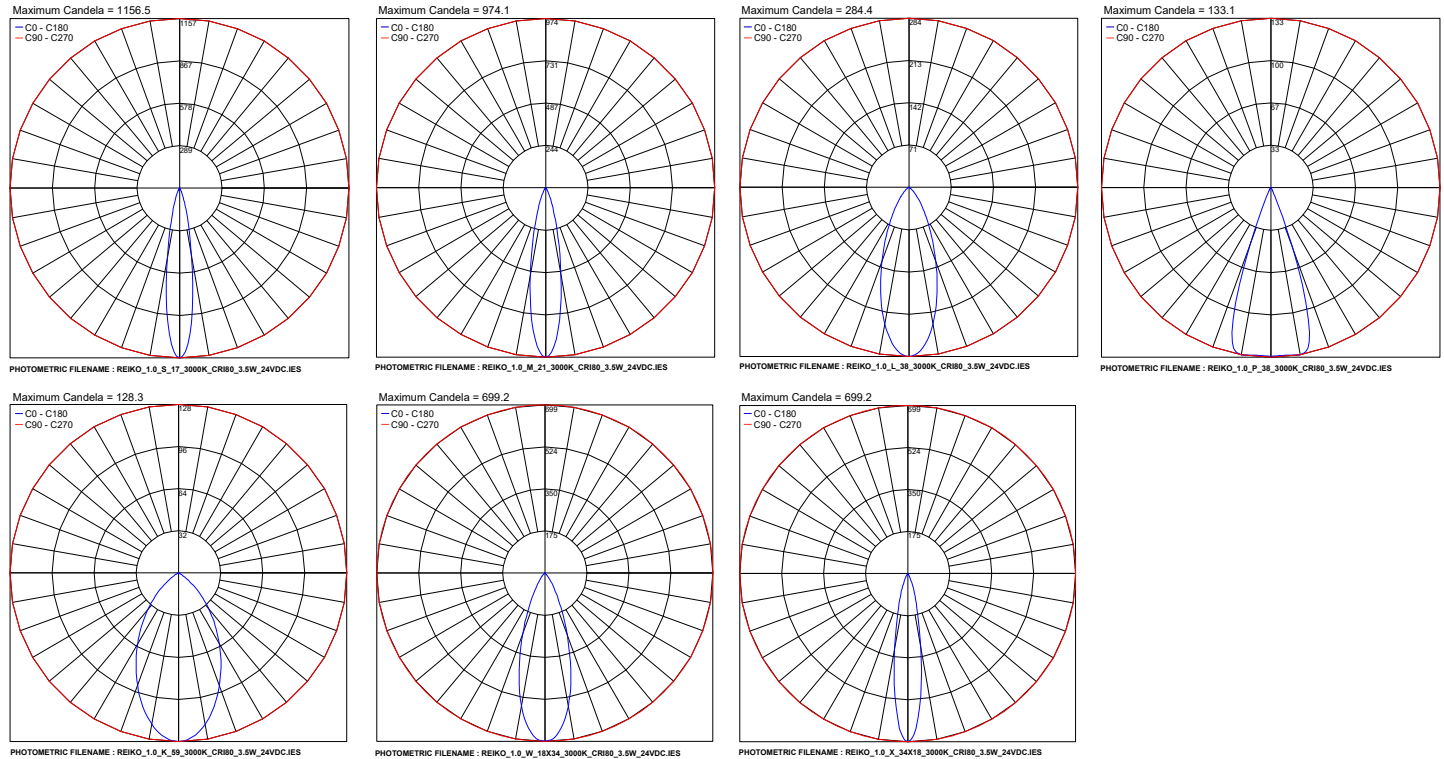 Maximum Candela = 1156.5
C0 - C180
C90 - C270
1157
867
578
289
PHOTOMETRIC FILENAME : REIKO_1.0_S_17_3000K_CRI80_3.5W_24VDC.IES
Maximum Candela = 974.1
C0 - C180
C90 - C270
974
731
487
244
PHOTOMETRIC FILENAME : REIKO_1.0_M_21_3000K_CRI80_3.5W_24VDC.IES
Maximum Candela = 284.4
C0 - C180
C90 - C270
284
213
142
71
PHOTOMETRIC FILENAME : REIKO_1.0_L_38_3000K_CRI80_3.5W_24VDC.IES
Maximum Candela = 133.1
C0 - C180
C90 - C270
133
100
67
33
PHOTOMETRIC FILENAME : REIKO_1.0_P_38_3000K_CRI80_3.5W_24VDC.IES
Maximum Candela = 128.3
C0 - C180
C90 - C270
128
96
64
32
PHOTOMETRIC FILENAME : REIKO_1.0_K_59_3000K_CRI80_3.5W_24VDC.IES
Maximum Candela = 699.2
C0 - C180
C90 - C270
699
524
350
175
PHOTOMETRIC FILENAME : REIKO_1.0_W_18X34_3000K_CRI80_3.5W_24VDC.IES
Maximum Candela = 699.2
C0 - C180
C90 - C270
699
524
350
175
PHOTOMETRIC FILENAME : REIKO_1.0_X_34X18_3000K_CRI80_3.5W_24VDC.IES